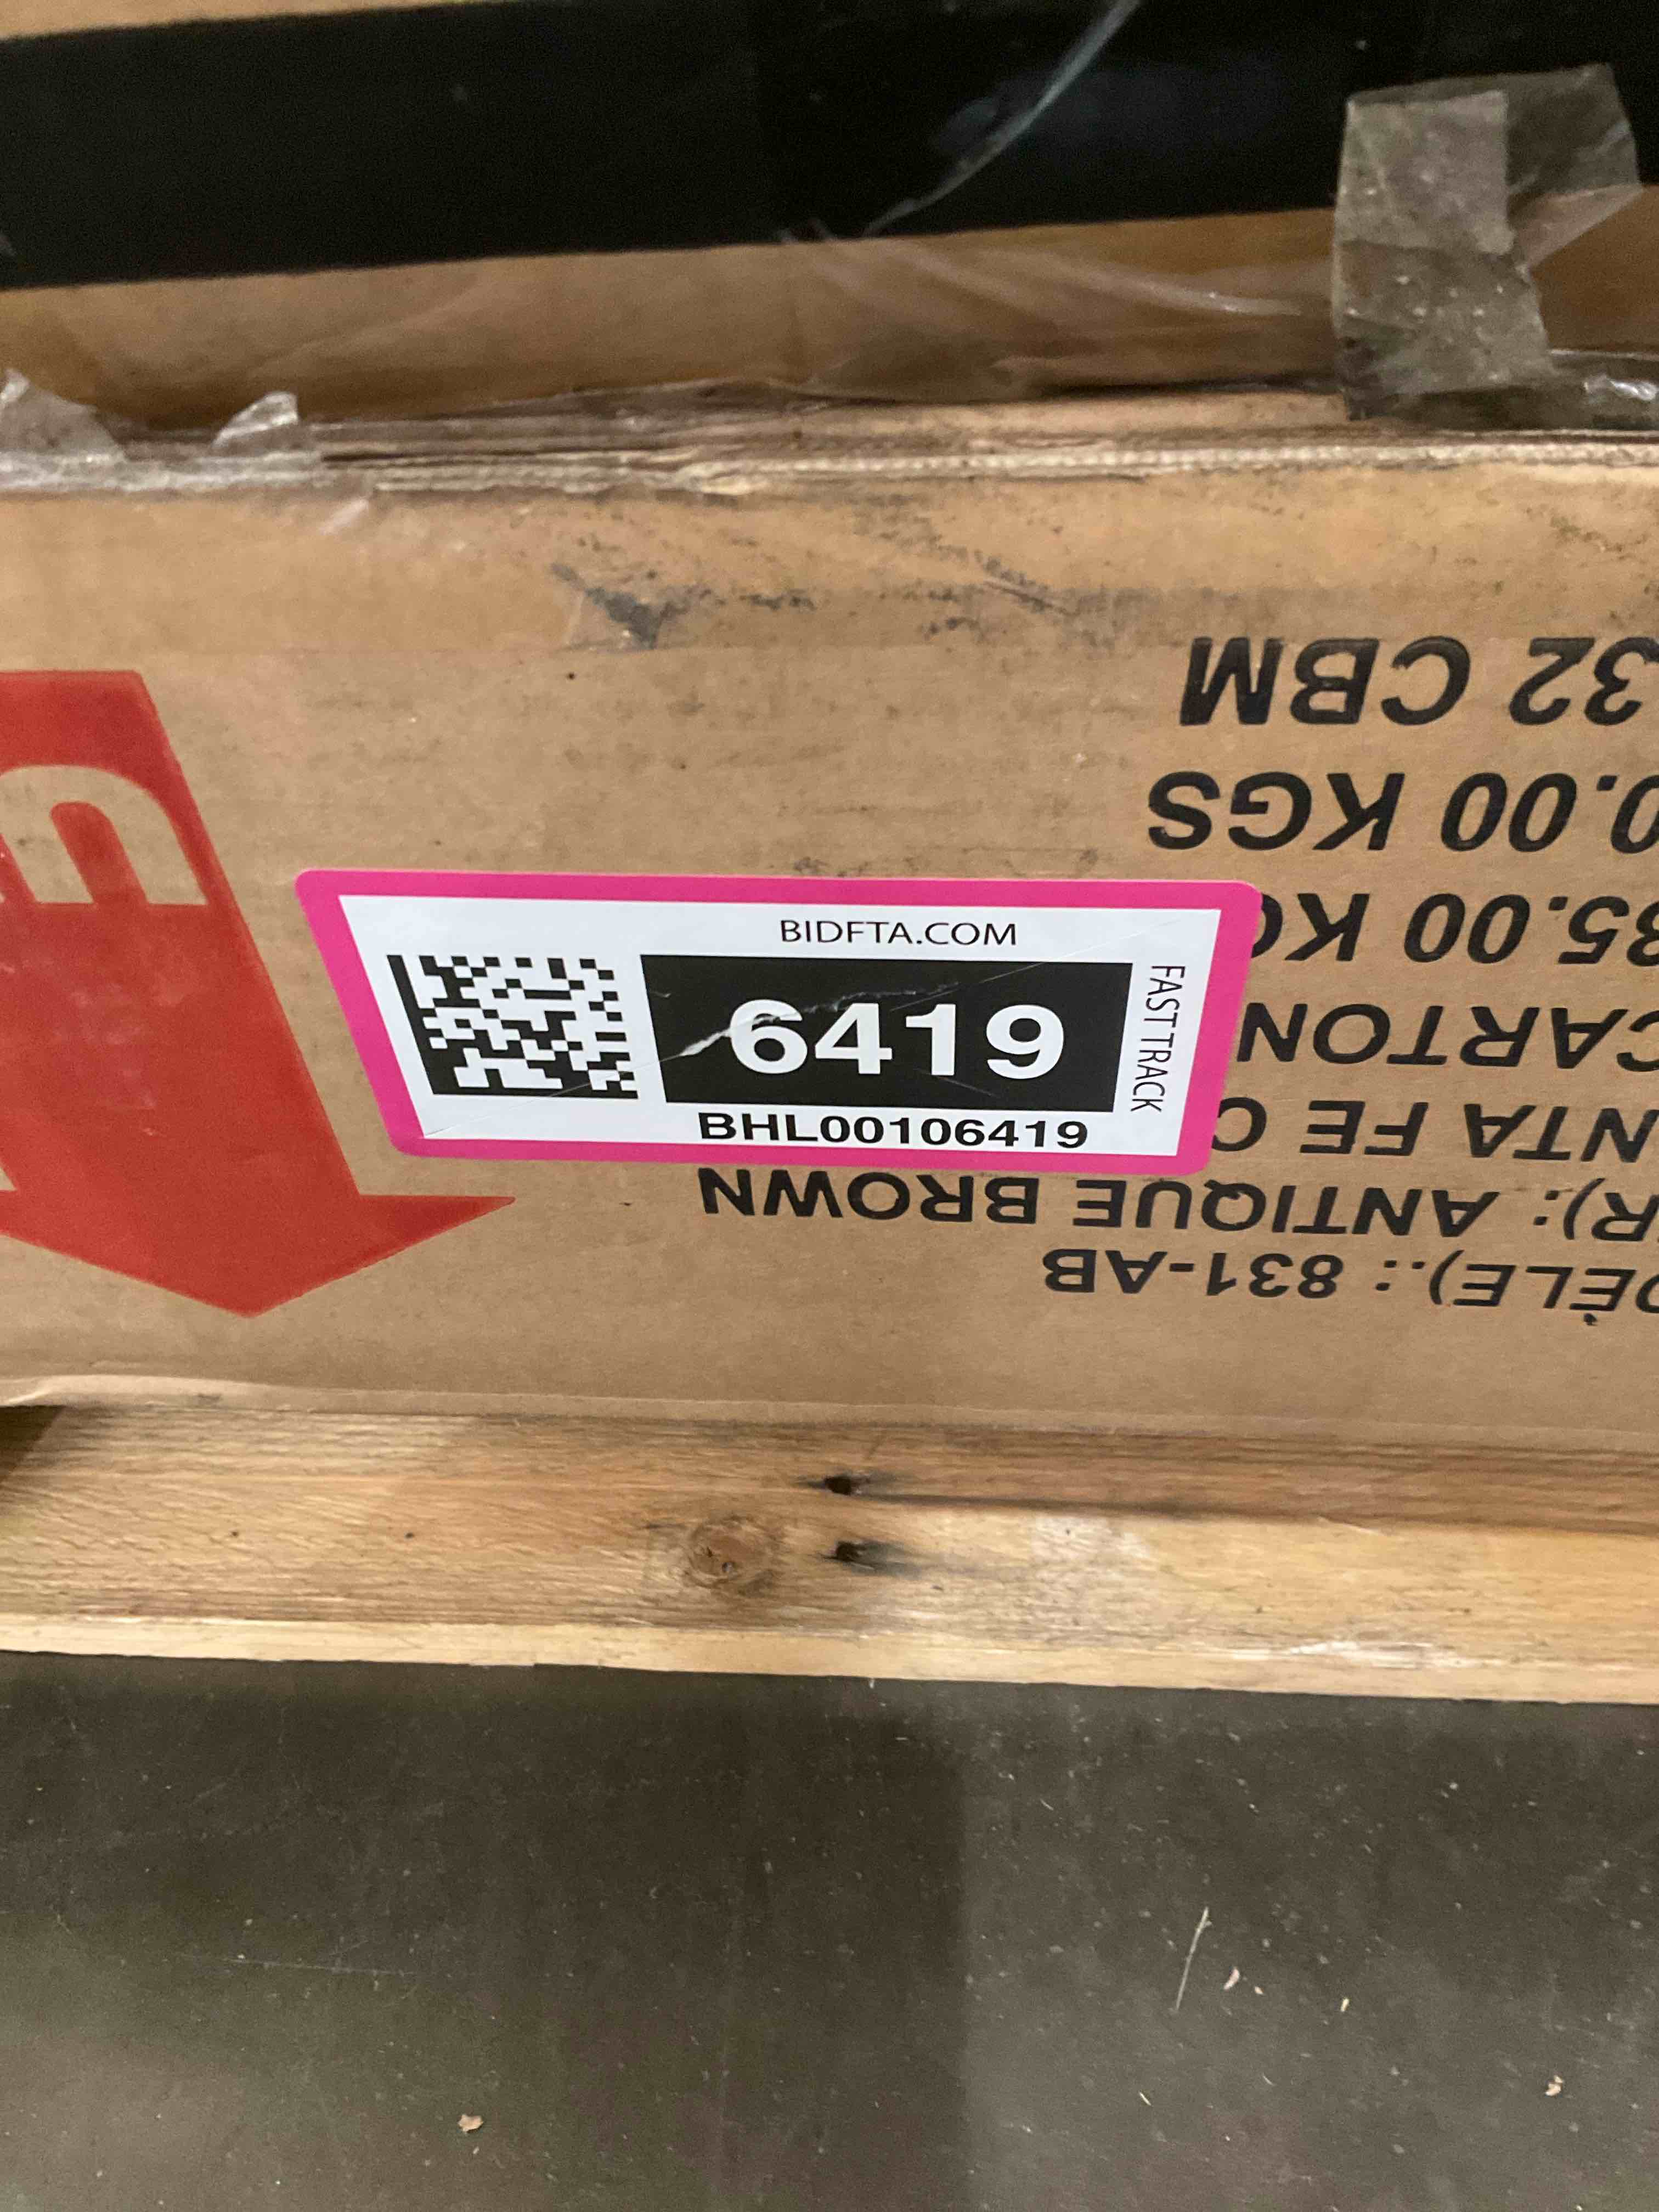 BIDFTA.COM
6419
FAST TRACK
BHL00106419
ÈLE).: 831-AB
R): ANTIQUE BROWN
NTA FE C
CARTON
35.00 KG
0.00 KGS
32 CBM